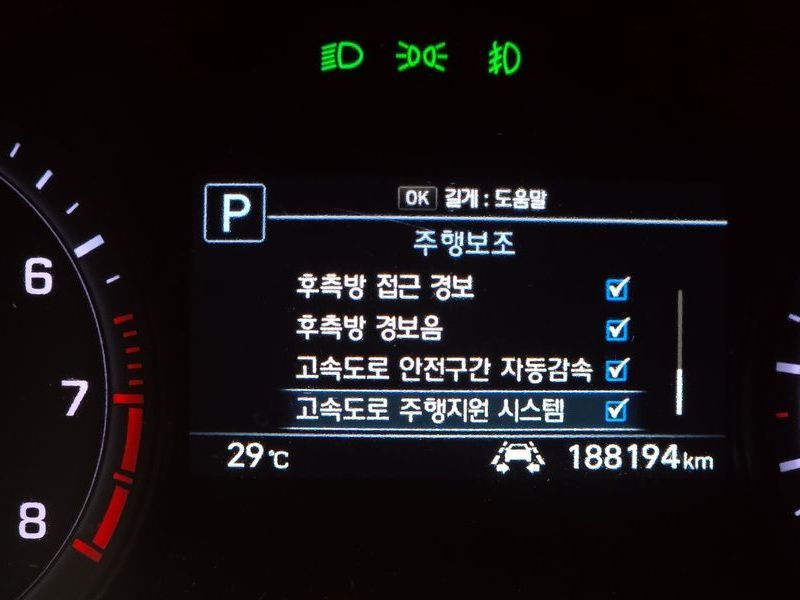 P
OK 길게 : 도움말
주행보조
후측방 접근 경보
후측방 경보음
고속도로 안전구간 자동감속
고속도로 주행지원 시스템
29℃ 188194km
6
7
8